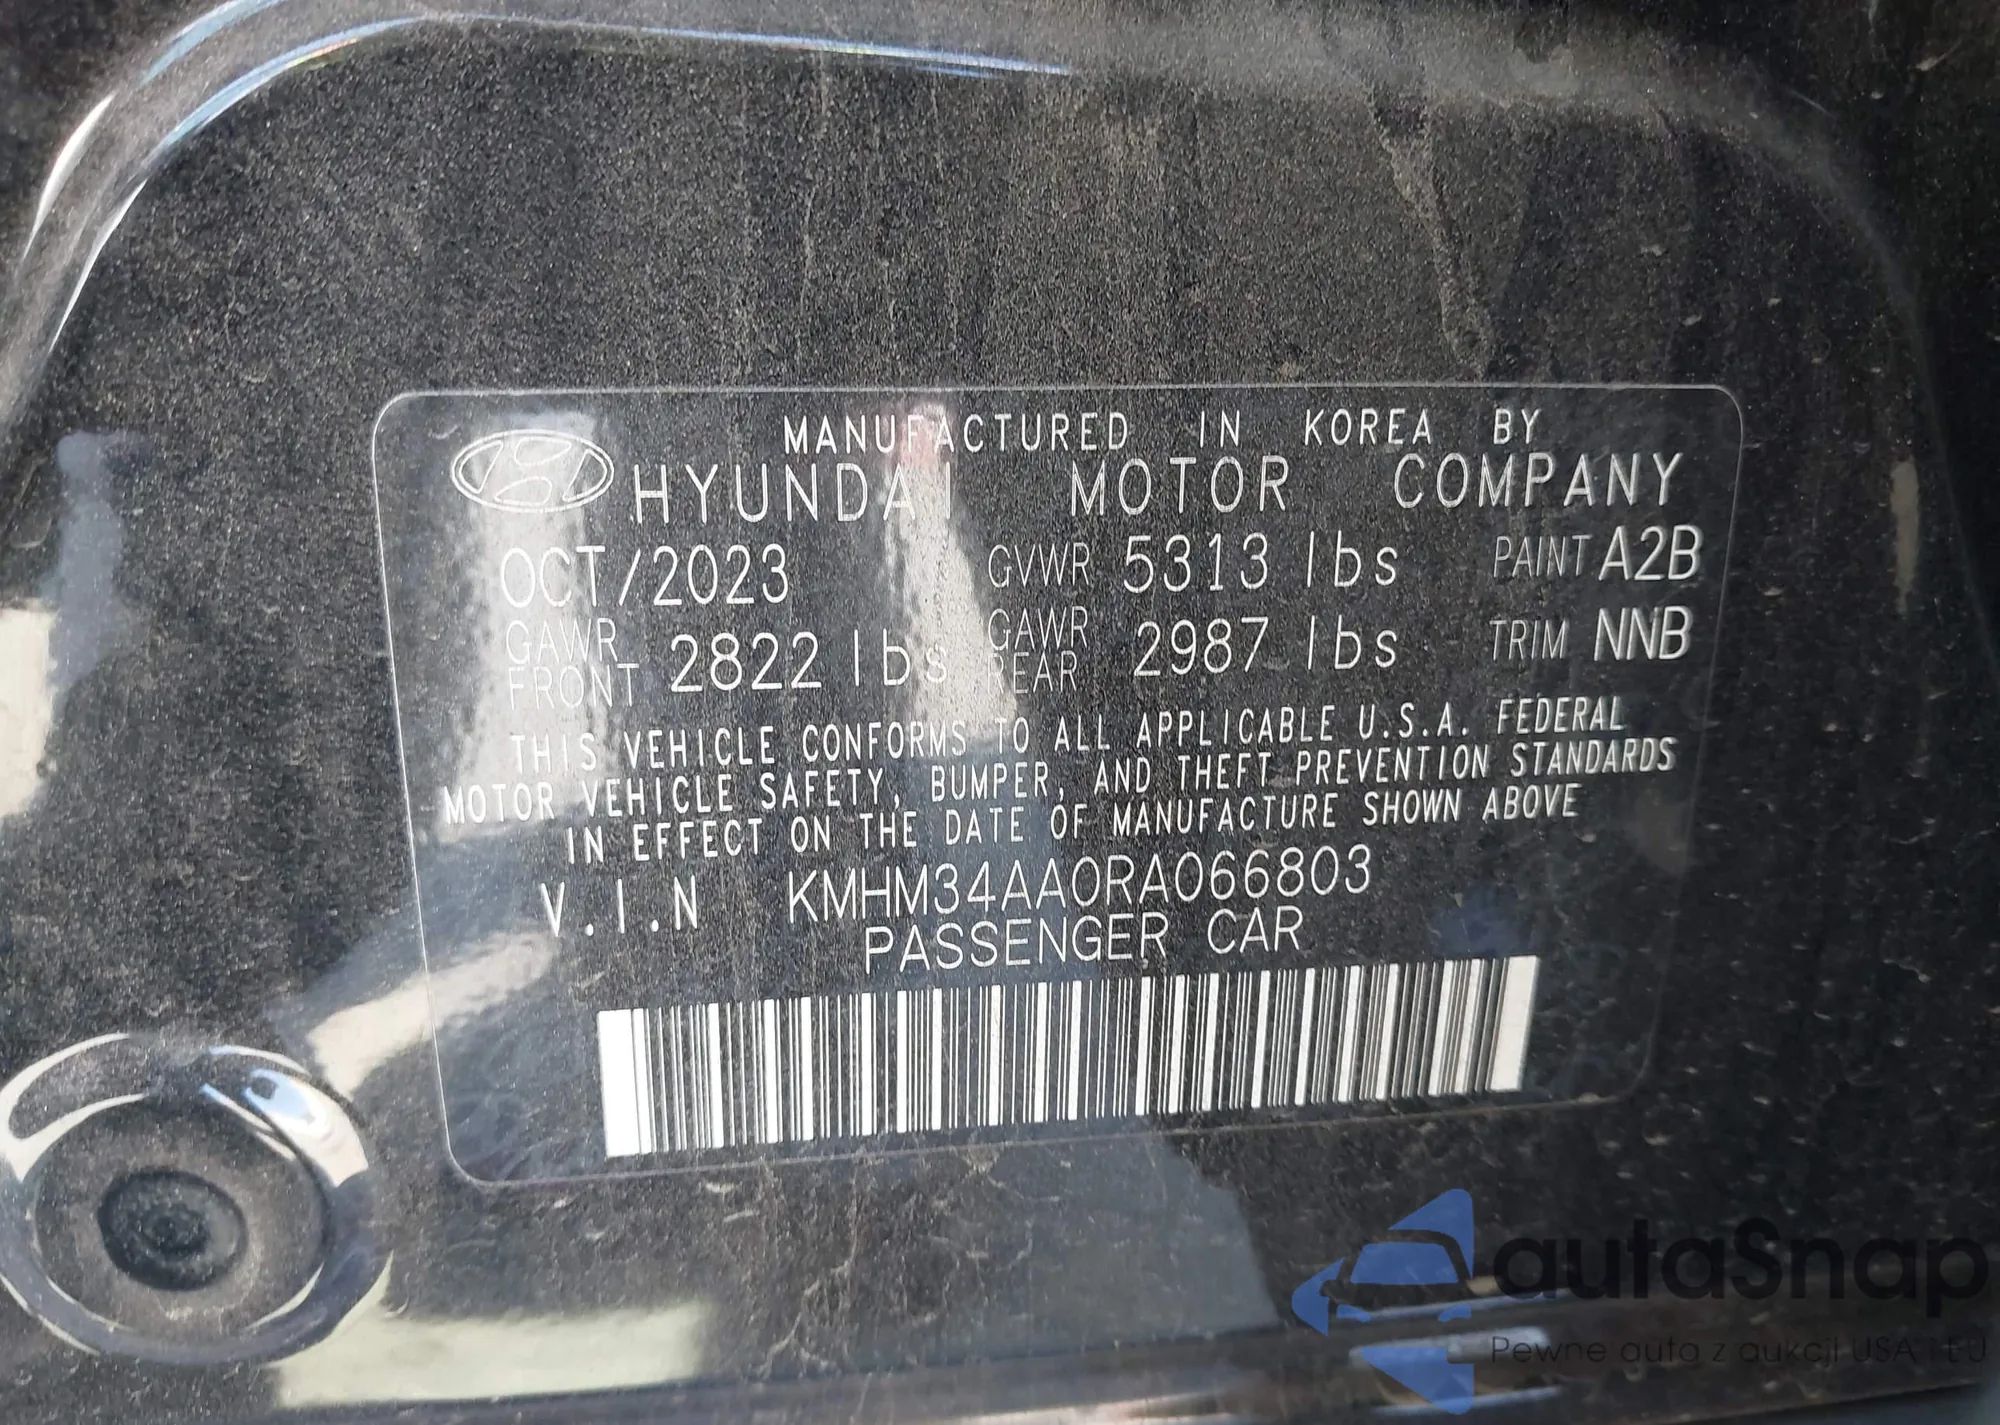 MANUFACTURED IN KOREA BY
HYUNDAI MOTOR COMPANY
OCT/2023 GVWR 5313 lbs PAINT A2B
GAWR FRONT 2822 lbs GAWR REAR 2987 lbs TRIM NNB
THIS VEHICLE CONFORMS TO ALL APPLICABLE U.S.A. FEDERAL
MOTOR VEHICLE SAFETY, BUMPER, AND THEFT PREVENTION STANDARDS
IN EFFECT ON THE DATE OF MANUFACTURE SHOWN ABOVE
V.I.N KMHM34AA0RA066803
PASSENGER CAR
autaSnap
Pewne auta z aukcji USA i EU